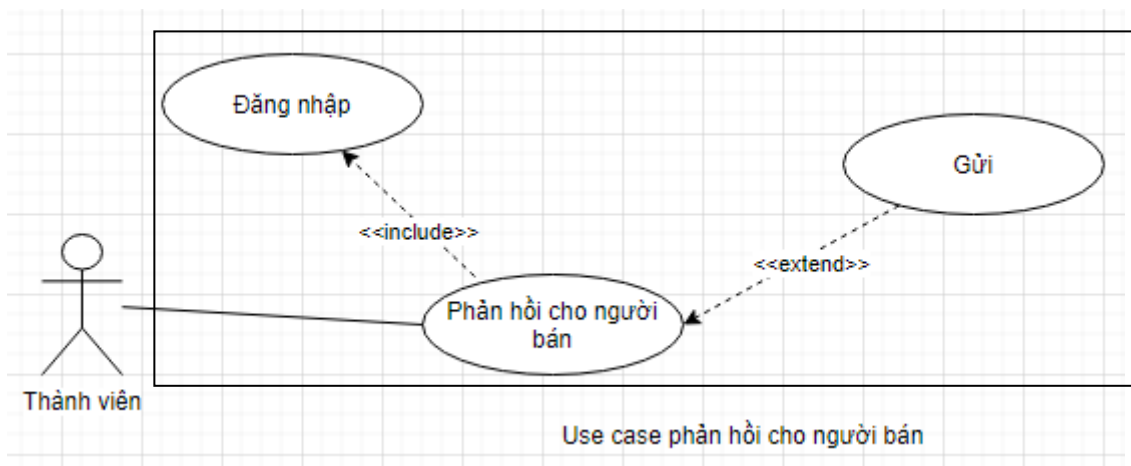 Đăng nhập
Gửi
<<include>>
<<extend>>
Phản hồi cho người
bán
Thành viên
Use case phản hồi cho người bán